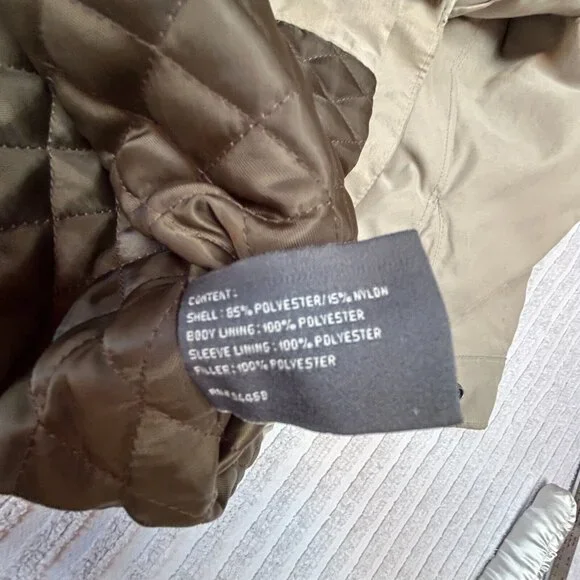 CONTENT:
SHELL: 85% POLYESTER/15% NYLON
BODY LINING: 100% POLYESTER
SLEEVE LINING: 100% POLYESTER
FILLER: 100% POLYESTER